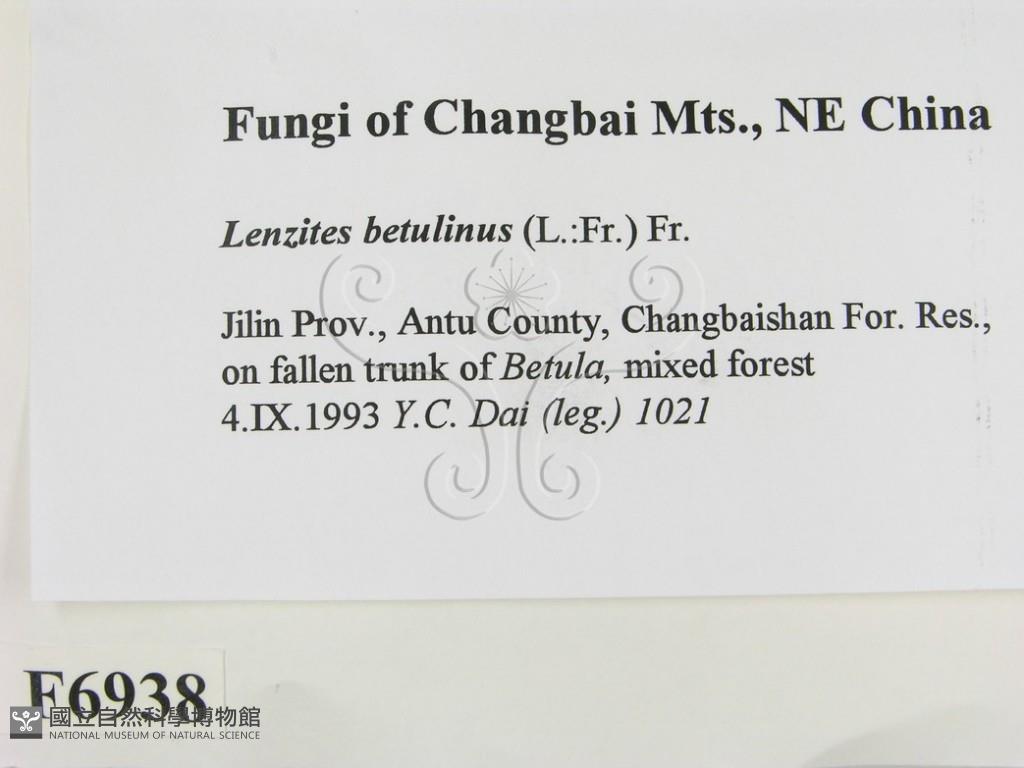 Fungi of Changbai Mts., NE China
Lenzites betulinus (L.:Fr.) Fr.
Jilin Prov., Antu County, Changbaishan For. Res.,
on fallen trunk of Betula, mixed forest
4.IX.1993 Y.C. Dai (leg.) 1021
F6938
國立自然科學博物館
NATIONAL MUSEUM OF NATURAL SCIENCE